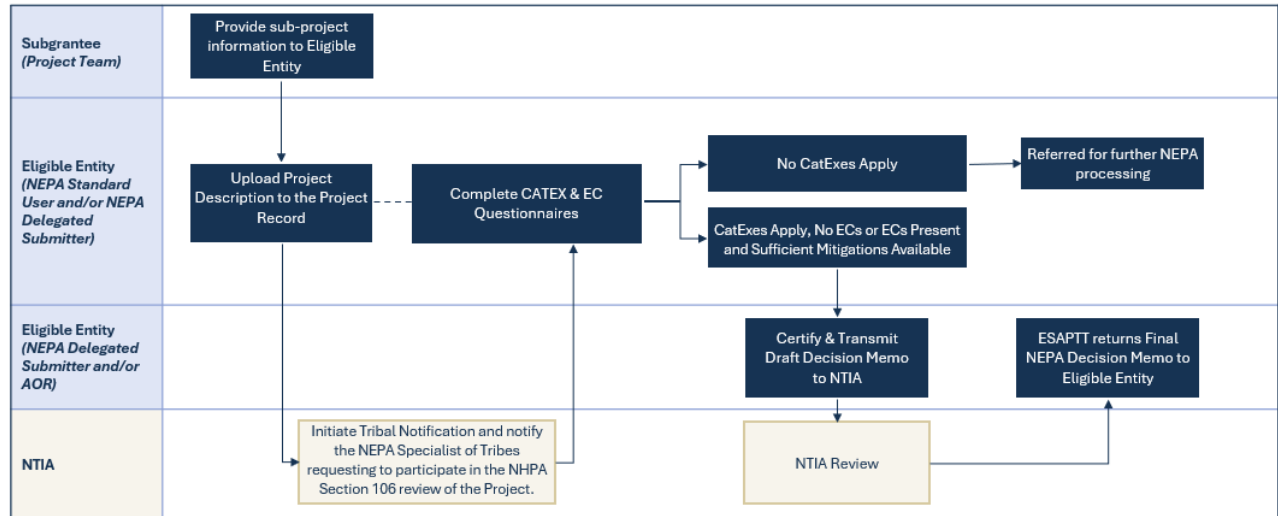 Subgrantee
(Project Team)
Provide sub-project
information to Eligible
Entity
Eligible Entity
(NEPA Standard
User and/or NEPA
Delegated
Submitter)
Upload Project
Description to the Project
Record
Complete CATEX & EC
Questionnaires
No CatExes Apply
Referred for further NEPA
processing
CatExes Apply, No ECs or ECs Present
and Sufficient Mitigations Available
Eligible Entity
(NEPA Delegated
Submitter and/or
AOR)
Certify & Transmit
Draft Decision Memo
to NTIA
ESAPTT returns Final
NEPA Decision Memo to
Eligible Entity
NTIA
Initiate Tribal Notification and notify
the NEPA Specialist of Tribes
requesting to participate in the NHPA
Section 106 review of the Project.
NTIA Review